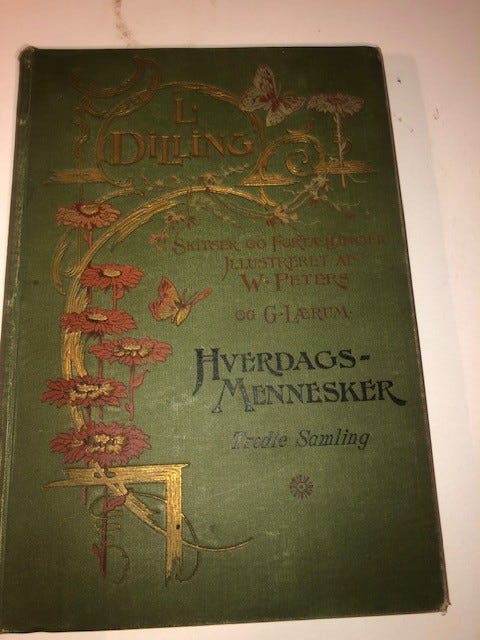 L.
DILLING
SKITSER OG FORTÆLLINGER
ILLUSTRERET AF
W. PETERS
OG G. LÆRUM.
HVERDAGS-
MENNESKER
Tredie Samling